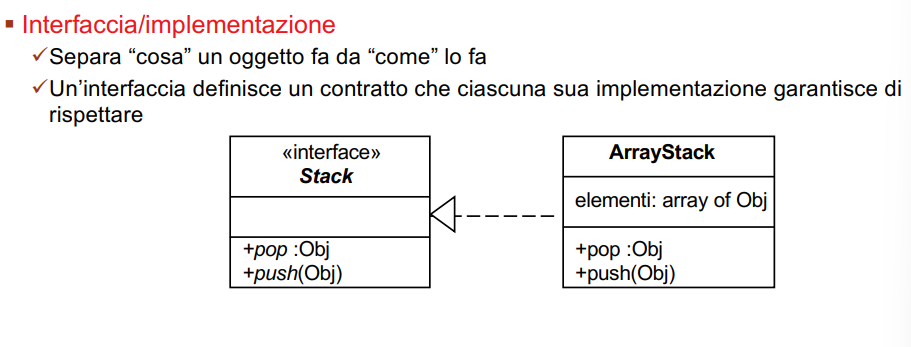 ▪ Interfaccia/implementazione
✓Separa “cosa” un oggetto fa da “come” lo fa
✓Un’interfaccia definisce un contratto che ciascuna sua implementazione garantisce di
rispettare
«interface»
Stack
+pop :Obj
+push(Obj)
ArrayStack
elementi: array of Obj
+pop :Obj
+push(Obj)